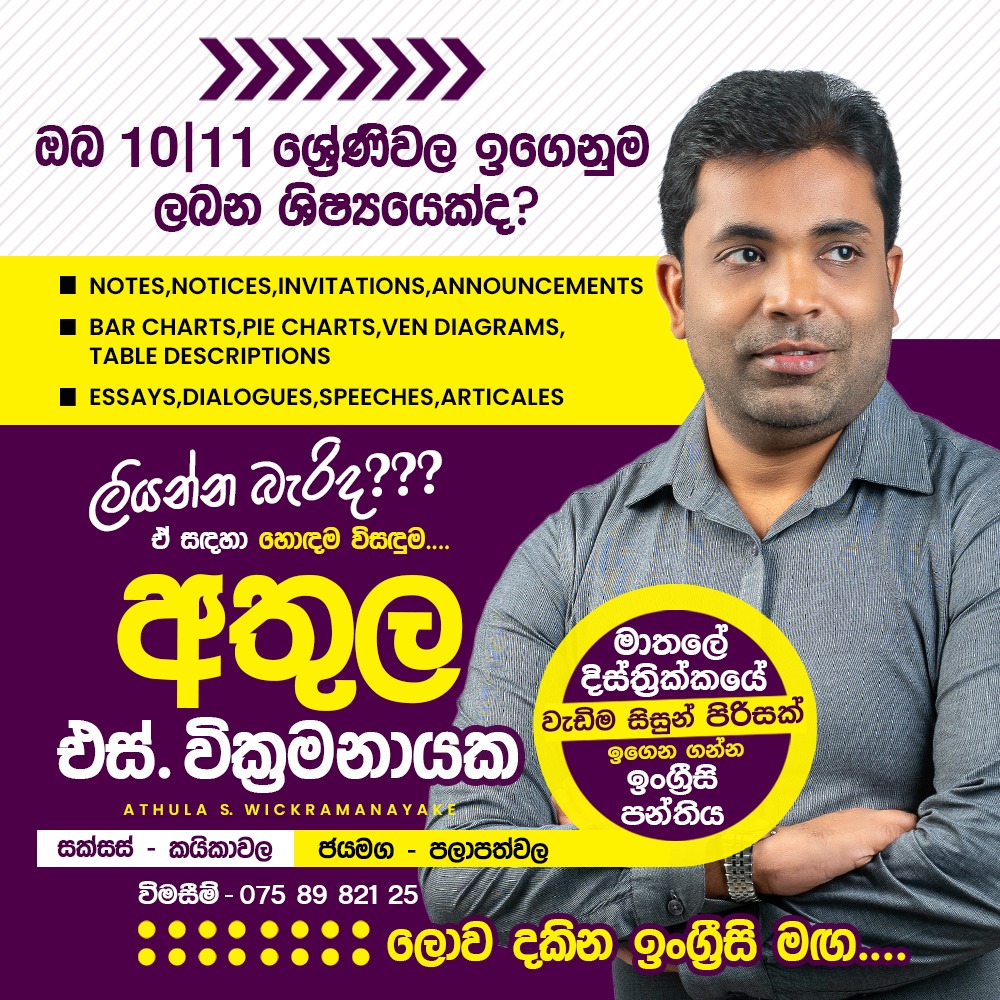 ඔබ 10|11 ශ්‍රේණිවල ඉගෙනුම
ලබන ශිෂ්‍යයෙක්ද?
NOTES,NOTICES,INVITATIONS,ANNOUNCEMENTS
BAR CHARTS,PIE CHARTS,VEN DIAGRAMS,
TABLE DESCRIPTIONS
ESSAYS,DIALOGUES,SPEECHES,ARTICALES
ලියන්න බැරිද???
ඒ සඳහා හොඳම විසඳුම....
අතුල
එස්. වික්‍රමනායක
ATHULA S. WICKRAMANAYAKE
මාතලේ
දිස්ත්‍රික්කයේ
වැඩිම සිසුන් පිරිසක්
ඉගෙන ගන්න
ඉංග්‍රීසි
පන්තිය
සක්සස් - කයිකාවල ජයමග - පලාපත්වල
විමසීම් - 075 89 821 25
ලොව දකින ඉංග්‍රීසි මඟ....